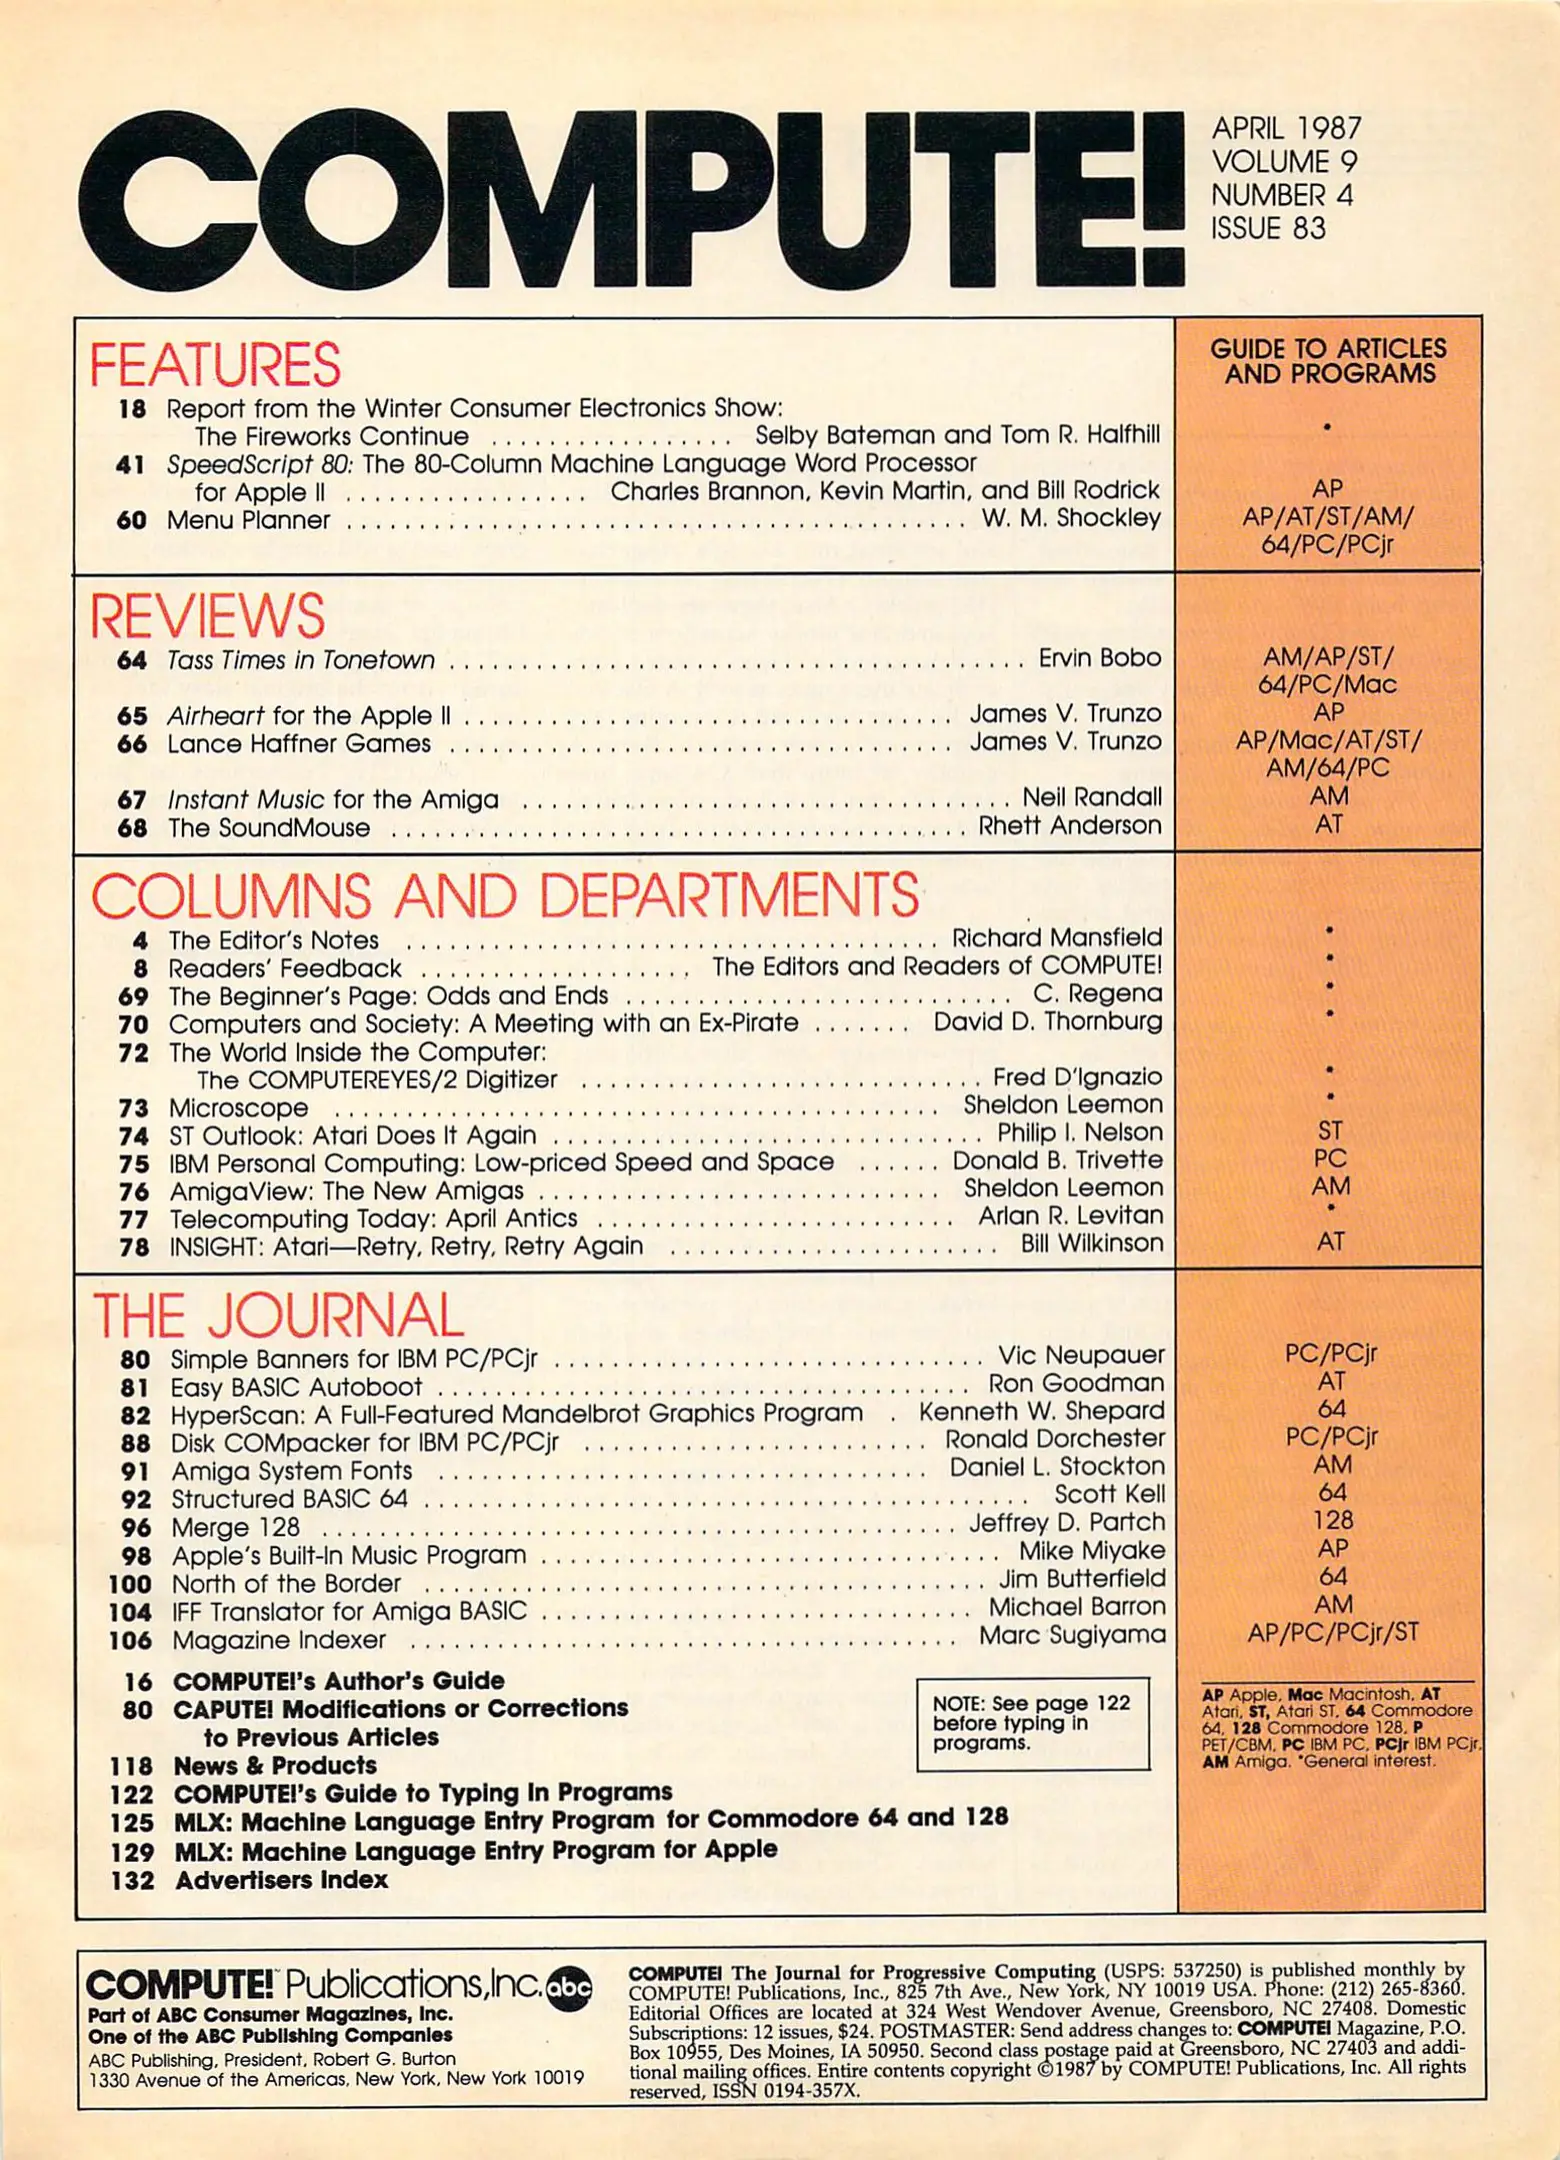 COMPUTE!
APRIL 1987
VOLUME 9
NUMBER 4
ISSUE 83
GUIDE TO ARTICLES
AND PROGRAMS
FEATURES
18 Report from the Winter Consumer Electronics Show:
The Fireworks Continue ................. Selby Bateman and Tom R. Halfhill *
41 SpeedScript 80: The 80-Column Machine Language Word Processor
for Apple II ................. Charles Brannon, Kevin Martin, and Bill Rodrick AP
60 Menu Planner ........................................... W. M. Shockley AP/AT/ST/AM/
64/PC/PCjr
REVIEWS
64 Tass Times in Tonetown ........................................ Ervin Bobo AM/AP/ST/
64/PC/Mac
65 Airheart for the Apple II .................................. James V. Trunzo AP
66 Lance Haffner Games ................................... James V. Trunzo AP/Mac/AT/ST/
AM/64/PC
67 Instant Music for the Amiga .................................. Neil Randall AM
68 The SoundMouse ........................................ Rhett Anderson AT
COLUMNS AND DEPARTMENTS
4 The Editor's Notes ..................................... Richard Mansfield *
8 Readers' Feedback ................... The Editors and Readers of COMPUTE! *
69 The Beginner's Page: Odds and Ends ........................... C. Regena *
70 Computers and Society: A Meeting with an Ex-Pirate ....... David D. Thornburg *
72 The World Inside the Computer:
The COMPUTEREYES/2 Digitizer ............................ Fred D'Ignazio *
73 Microscope .......................................... Sheldon Leemon *
74 ST Outlook: Atari Does It Again .............................. Philip I. Nelson ST
75 IBM Personal Computing: Low-priced Speed and Space ...... Donald B. Trivette PC
76 AmigaView: The New Amigas ............................ Sheldon Leemon AM
77 Telecomputing Today: April Antics ......................... Arlan R. Levitan *
78 INSIGHT: Atari—Retry, Retry, Retry Again ....................... Bill Wilkinson AT
THE JOURNAL
80 Simple Banners for IBM PC/PCjr .............................. Vic Neupauer PC/PCjr
81 Easy BASIC Autoboot ..................................... Ron Goodman AT
82 HyperScan: A Full-Featured Mandelbrot Graphics Program . Kenneth W. Shepard 64
88 Disk COMpacker for IBM PC/PCjr ........................ Ronald Dorchester PC/PCjr
91 Amiga System Fonts .................................. Daniel L. Stockton AM
92 Structured BASIC 64 .......................................... Scott Kell 64
96 Merge 128 ............................................ Jeffrey D. Partch 128
98 Apple's Built-In Music Program ................................ Mike Miyake AP
100 North of the Border ....................................... Jim Butterfield 64
104 IFF Translator for Amiga BASIC .............................. Michael Barron AM
106 Magazine Indexer ...................................... Marc Sugiyama AP/PC/PCjr/ST
16 COMPUTE!'s Author's Guide
80 CAPUTE! Modifications or Corrections
to Previous Articles
118 News & Products
122 COMPUTE!'s Guide to Typing In Programs
125 MLX: Machine Language Entry Program for Commodore 64 and 128
129 MLX: Machine Language Entry Program for Apple
132 Advertisers Index
NOTE: See page 122
before typing in
programs.
AP Apple, Mac Macintosh, AT
Atari, ST, Atari ST, 64 Commodore
64, 128 Commodore 128, P
PET/CBM, PC IBM PC, PCjr IBM PCjr,
AM Amiga. *General interest.
COMPUTE!™ Publications,Inc. abc
Part of ABC Consumer Magazines, Inc.
One of the ABC Publishing Companies
ABC Publishing, President, Robert G. Burton
1330 Avenue of the Americas, New York, New York 10019
COMPUTE! The Journal for Progressive Computing (USPS: 537250) is published monthly by
COMPUTE! Publications, Inc., 825 7th Ave., New York, NY 10019 USA. Phone: (212) 265-8360.
Editorial Offices are located at 324 West Wendover Avenue, Greensboro, NC 27408. Domestic
Subscriptions: 12 issues, $24. POSTMASTER: Send address changes to: COMPUTE! Magazine, P.O.
Box 10955, Des Moines, IA 50950. Second class postage paid at Greensboro, NC 27403 and addi-
tional mailing offices. Entire contents copyright ©1987 by COMPUTE! Publications, Inc. All rights
reserved, ISSN 0194-357X.